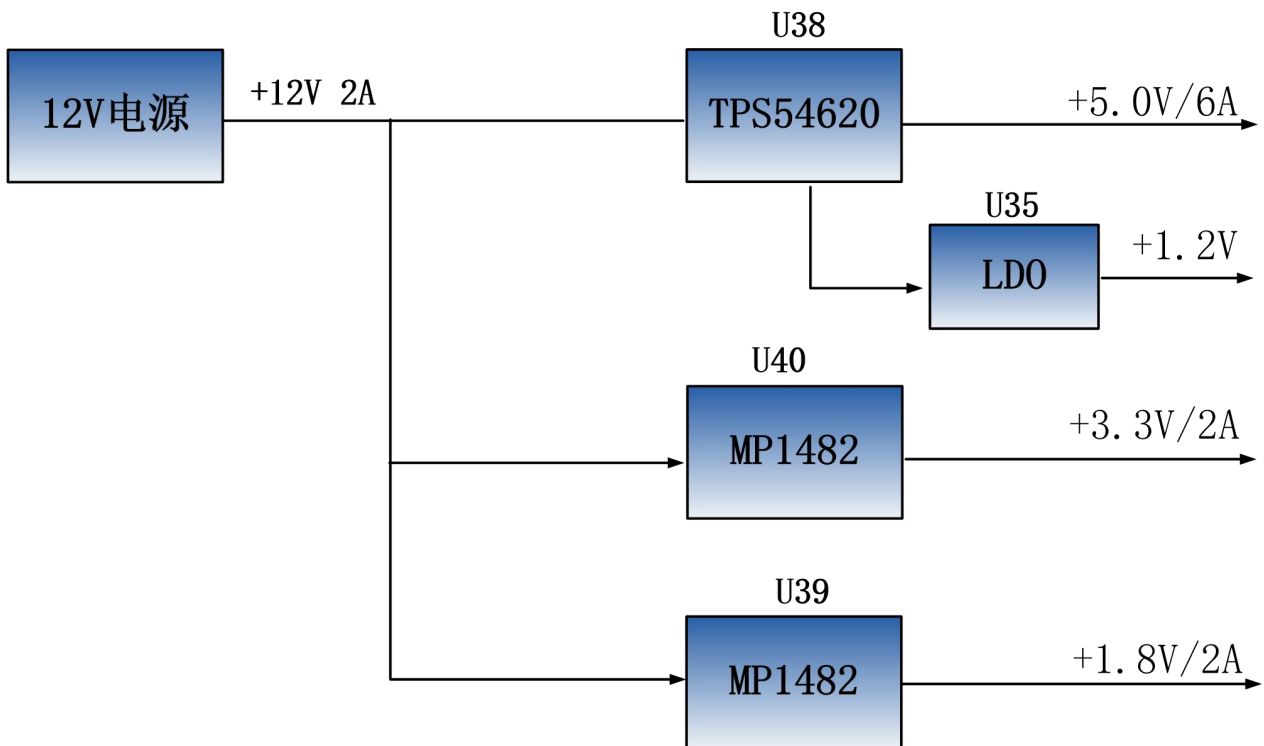 U38
12V电源
+12V 2A
TPS54620
+5.0V/6A
U35
LDO
+1.2V
U40
MP1482
+3.3V/2A
U39
MP1482
+1.8V/2A